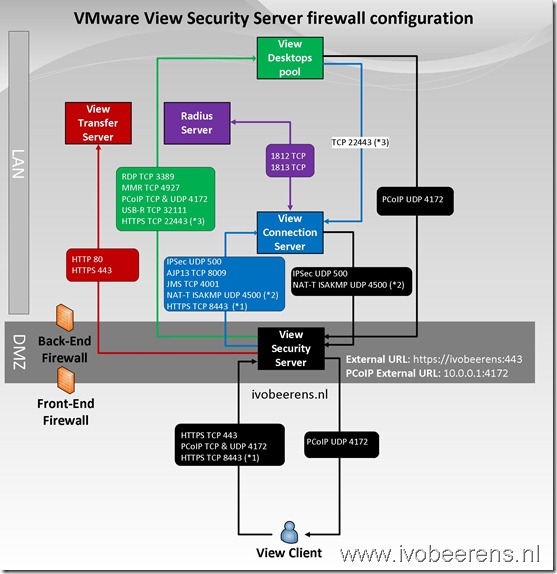 VMware View Security Server firewall configuration
View
Desktops
pool
View
Transfer
Server
Radius
Server
LAN
TCP 22443 (*3)
1812 TCP
1813 TCP
RDP TCP 3389
MMR TCP 4927
PCoIP TCP & UDP 4172
USB-R TCP 32111
HTTPS TCP 22443 (*3)
PCoIP UDP 4172
View
Connection
Server
HTTP 80
HTTPS 443
IPSec UDP 500
AJP13 TCP 8009
JMS TCP 4001
NAT-T ISAKMP UDP 4500 (*2)
HTTPS TCP 8443 (*1)
IPSec UDP 500
NAT-T ISAKMP UDP 4500 (*2)
Back-End
Firewall
DMZ
View
Security
Server
External URL: https://ivobeerens:443
PCoIP External URL: 10.0.0.1:4172
Front-End
Firewall
ivobeerens.nl
HTTPS TCP 443
PCoIP TCP & UDP 4172
HTTPS TCP 8443 (*1)
PCoIP UDP 4172
View Client
www.ivobeerens.nl